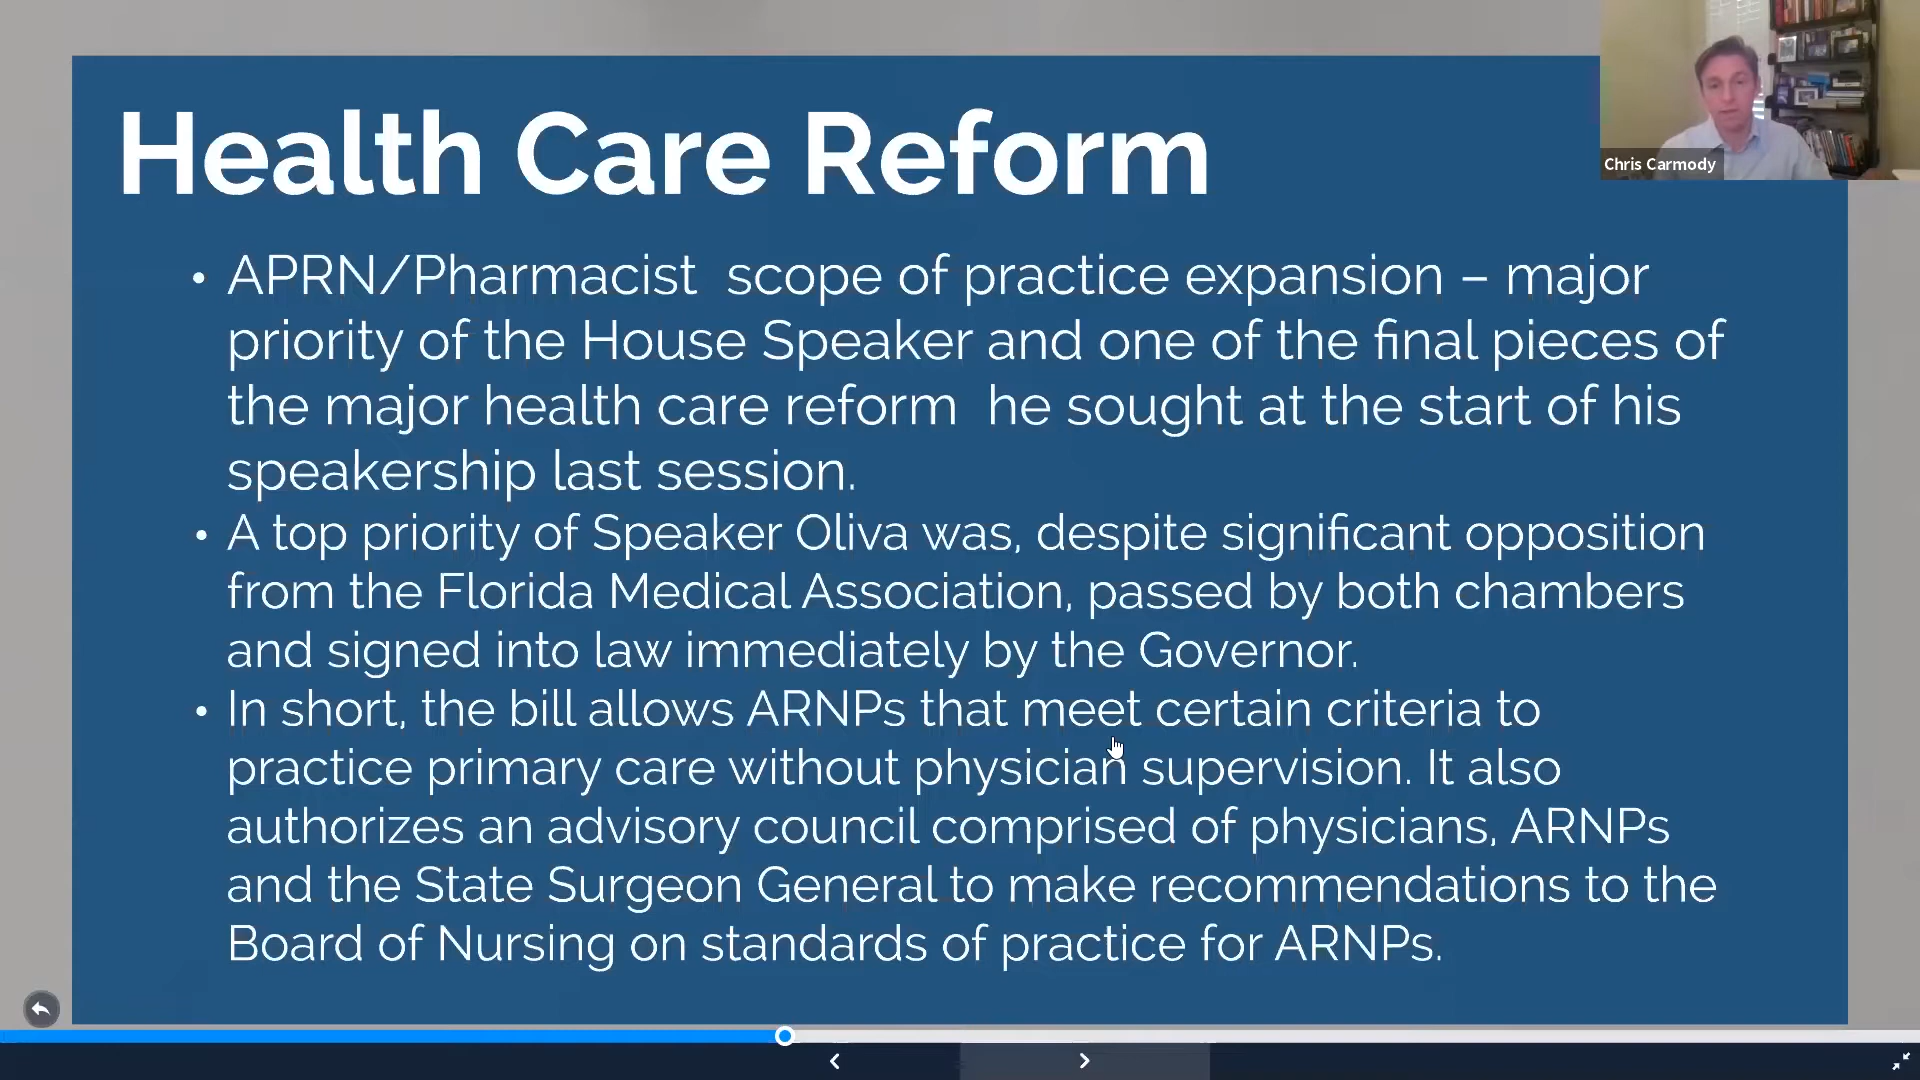 Health Care Reform
Chris Carmody
• APRN/Pharmacist  scope of practice expansion – major
priority of the House Speaker and one of the final pieces of
the major health care reform  he sought at the start of his
speakership last session.
• A top priority of Speaker Oliva was, despite significant opposition
from the Florida Medical Association, passed by both chambers
and signed into law immediately by the Governor.
• In short, the bill allows ARNPs that meet certain criteria to
practice primary care without physician supervision. It also
authorizes an advisory council comprised of physicians, ARNPs
and the State Surgeon General to make recommendations to the
Board of Nursing on standards of practice for ARNPs.